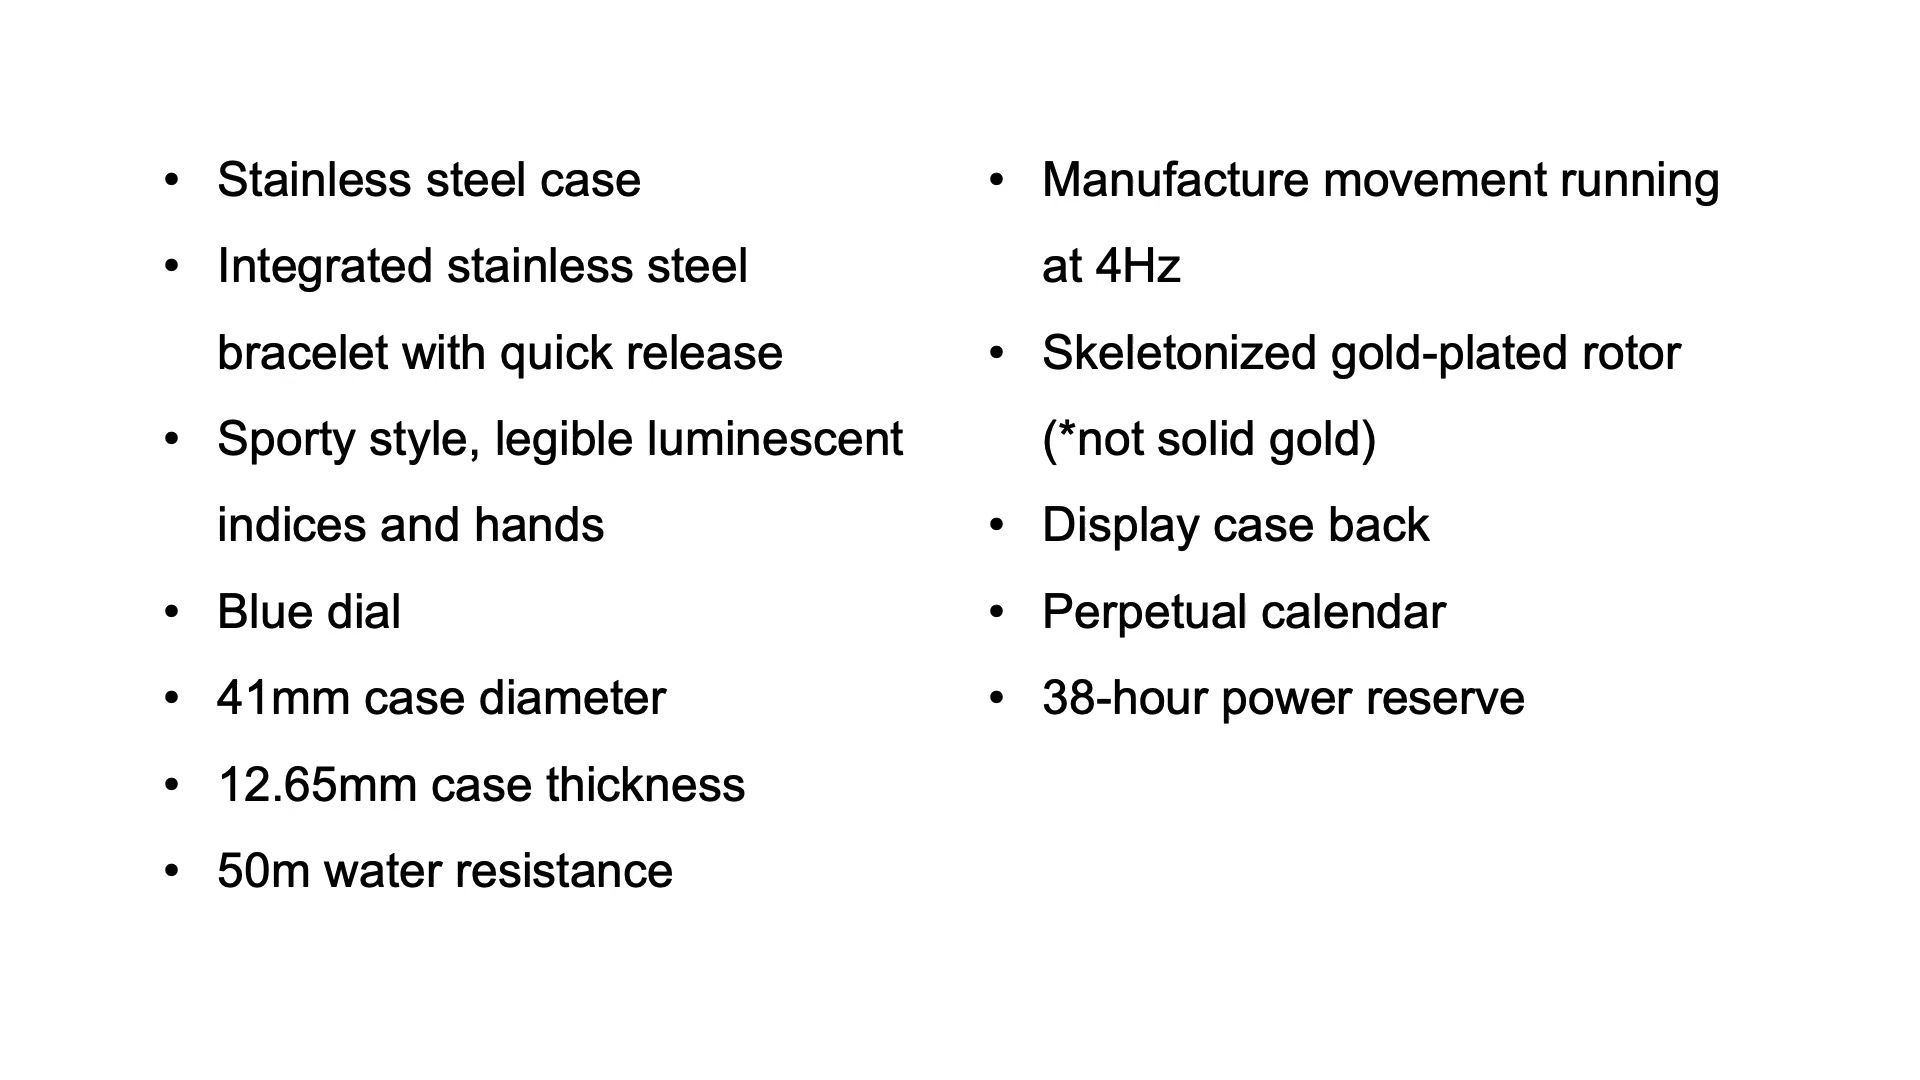 • Stainless steel case
• Integrated stainless steel
bracelet with quick release
• Sporty style, legible luminescent
indices and hands
• Blue dial
• 41mm case diameter
• 12.65mm case thickness
• 50m water resistance
• Manufacture movement running
at 4Hz
• Skeletonized gold-plated rotor
(*not solid gold)
• Display case back
• Perpetual calendar
• 38-hour power reserve